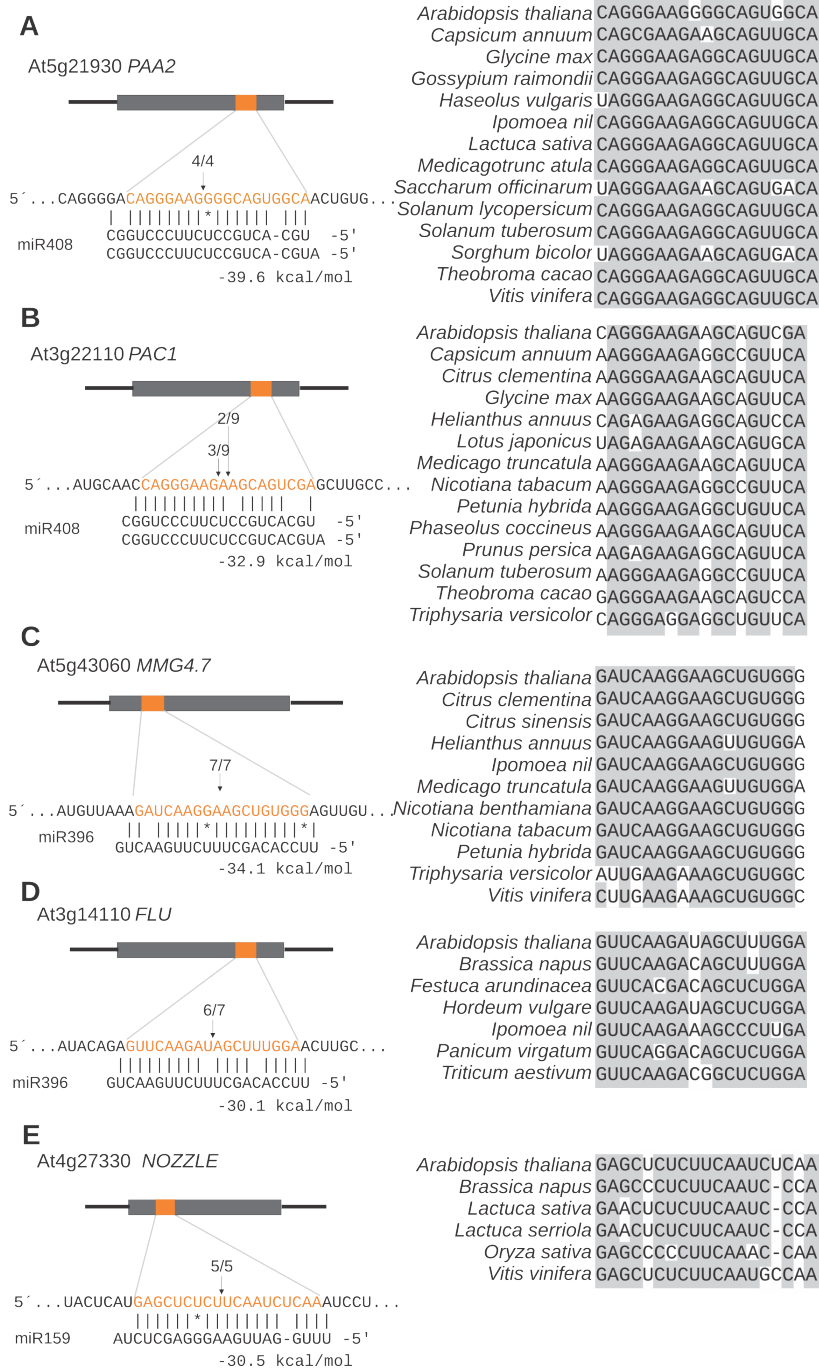 A
At5g21930 PAA2
4/4
5´...CAGGGGACAGGGAAGGGGCAGUGGCAACUGUG...
*
miR408
CGGUCCCUUCUCCGUCA-CGU -5'
CGGUCCCUUCUCCGUCA-CGUA -5'
-39.6 kcal/mol
Arabidopsis thaliana CAGGGAAGGGGCAGUGGCA
Capsicum annuum CAGCGAAGAAGCAGUUGCA
Glycine max CAGGGAAGAGGCAGUUGCA
Gossypium raimondii CAGGGAAGAGGCAGUUGCA
Haseolus vulgaris UAGGGAAGAGGCAGUUGCA
Ipomoea nil CAGGGAAGAGGCAGUUGCA
Lactuca sativa CAGGGAAGAGGCAGUUGCA
Medicagotrunc atula CAGGGAAGAGGCAGUUGCA
Saccharum officinarum UAGGGAAGAAGCAGUGACA
Solanum lycopersicum CAGGGAAGAGGCAGUUGCA
Solanum tuberosum CAGGGAAGAGGCAGUUGCA
Sorghum bicolor UAGGGAAGAAGCAGUGACA
Theobroma cacao CAGGGAAGAGGCAGUUGCA
Vitis vinifera CAGGGAAGAGGCAGUUGCA
B
At3g22110 PAC1
2/9
3/9
5´...AUGCAACCAGGGAAGAAGCAGUCGAGCUUGCC...
miR408
CGGUCCCUUCUCCGUCACGU -5'
CGGUCCCUUCUCCGUCACGUA -5'
-32.9 kcal/mol
Arabidopsis thaliana CAGGGAAGAAGCAGUCGA
Capsicum annuum AAGGGAAGAGGCCGUUCA
Citrus clementina AAGGGAAGAAGCAGUUCA
Glycine max AAGGGAAGAAGCAGUUCA
Helianthus annuus CAGAGAAGAGGCAGUCCA
Lotus japonicus UAGAGAAGAAGCAGUGCA
Medicago truncatula AAGGGAAGAAGCAGUUCA
Nicotiana tabacum AAGGGAAGAGGCCGUUCA
Petunia hybrida AAGGGAAGAGGCUGUUCA
Phaseolus coccineus AAGGGAAGAAGCAGUUCA
Prunus persica AAGAGAAGAGGCAGUUCA
Solanum tuberosum AAGGGAAGAGGCCGUUCA
Theobroma cacao GAGGGAAGAAGCAGUCCA
Triphysaria versicolor CAGGGAGGAGGCUGUUCA
C
At5g43060 MMG4.7
7/7
5´...AUGUUAAAGAUCAAGGAAGCUGUGGGAGUUGU...
* *
miR396
GUCAAGUUCUUUCGACACCUU -5'
-34.1 kcal/mol
Arabidopsis thaliana GAUCAAGGAAGCUGUGGG
Citrus clementina GAUCAAGGAAGCUGUGGG
Citrus sinensis GAUCAAGGAAGCUGUGGG
Helianthus annuus GAUCAAGGAAGUUGUGGA
Ipomoea nil GAUCAAGGAAGCUGUGGG
Medicago truncatula GAUCAAGGAAGUUGUGGA
Nicotiana benthamiana GAUCAAGGAAGCUGUGGG
Nicotiana tabacum GAUCAAGGAAGCUGUGGG
Petunia hybrida GAUCAAGGAAGCUGUGGG
Triphysaria versicolor AUUGAAGAAAGCUGUGGC
Vitis vinifera CUUGAAGAAAGCUGUGGC
D
At3g14110 FLU
6/7
5´...AUACAGAGUUCAAGAUAGCUUUGGAACUUGC...
miR396
GUCAAGUUCUUUCGACACCUU -5'
-30.1 kcal/mol
Arabidopsis thaliana GUUCAAGAUAGCUUUGGA
Brassica napus GUUCAAGACAGCUUUGGA
Festuca arundinacea GUUCACGACAGCUCUGGA
Hordeum vulgare GUUCAAGAUAGCUCUGGA
Ipomoea nil GUUCAAGAAAGCCCUUGA
Panicum virgatum GUUCAGGACAGCUCUGGA
Triticum aestivum GUUCAAGACGGCUCUGGA
E
At4g27330 NOZZLE
5/5
5´...UACUCAUGAGCUCUCUUCAAUCUCAAAUCCU...
*
miR159
AUCUCGAGGGAAGUUAG-GUUU -5'
-30.5 kcal/mol
Arabidopsis thaliana GAGCUCUCUUCAAUCUCAA
Brassica napus GAGCCCUCUUCAAUC-CCA
Lactuca sativa GAACUCUCUUCAAUC-CCA
Lactuca serriola GAACUCUCUUCAAUC-CCA
Oryza sativa GAGCCCCCUUCAAAC-CAA
Vitis vinifera GAGCUCUCUUCAAUGCCAA